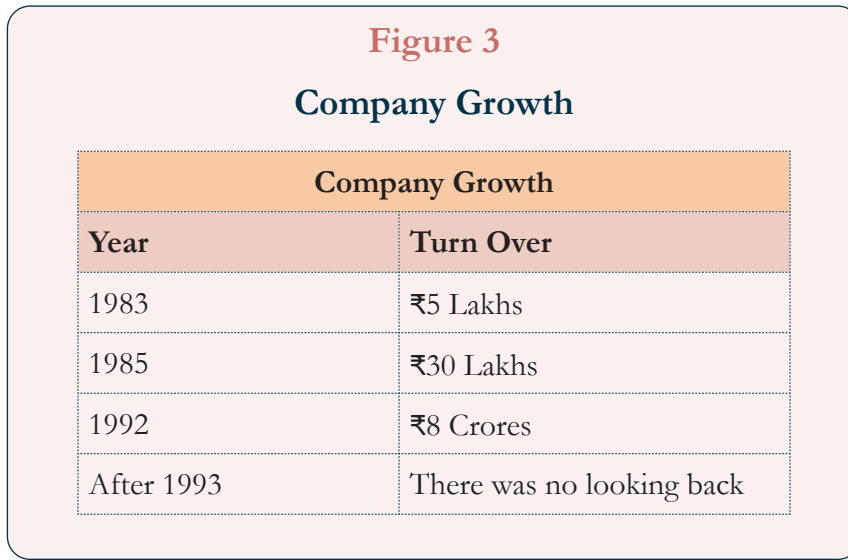 Figure 3
Company Growth
Company Growth
Year Turn Over
1983 ₹5 Lakhs
1985 ₹30 Lakhs
1992 ₹8 Crores
After 1993 There was no looking back